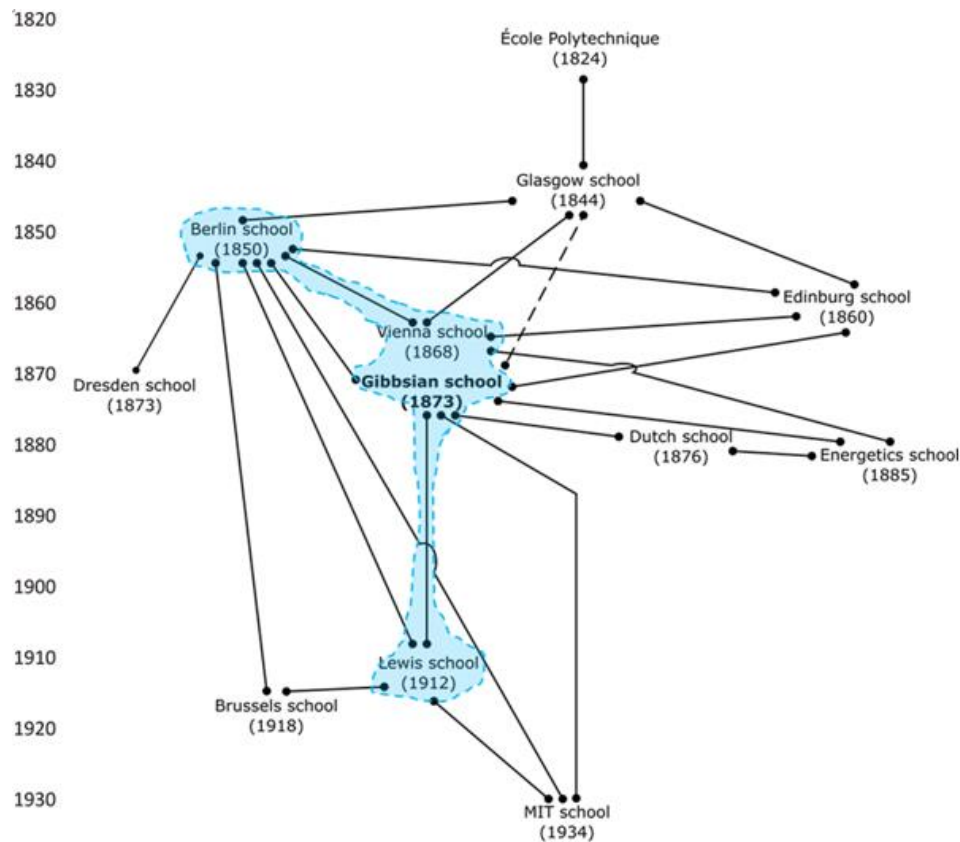 1820
École Polytechnique
(1824)
1830
1840
Glasgow school
(1844)
1850
Berlin school
(1850)
1860
Edinburg school
(1860)
Vienna school
(1868)
1870
Dresden school
(1873)
Gibbsian school
(1873)
1880
Dutch school
(1876)
Energetics school
(1885)
1890
1900
1910
Lewis school
(1912)
Brussels school
(1918)
1920
1930
MIT school
(1934)